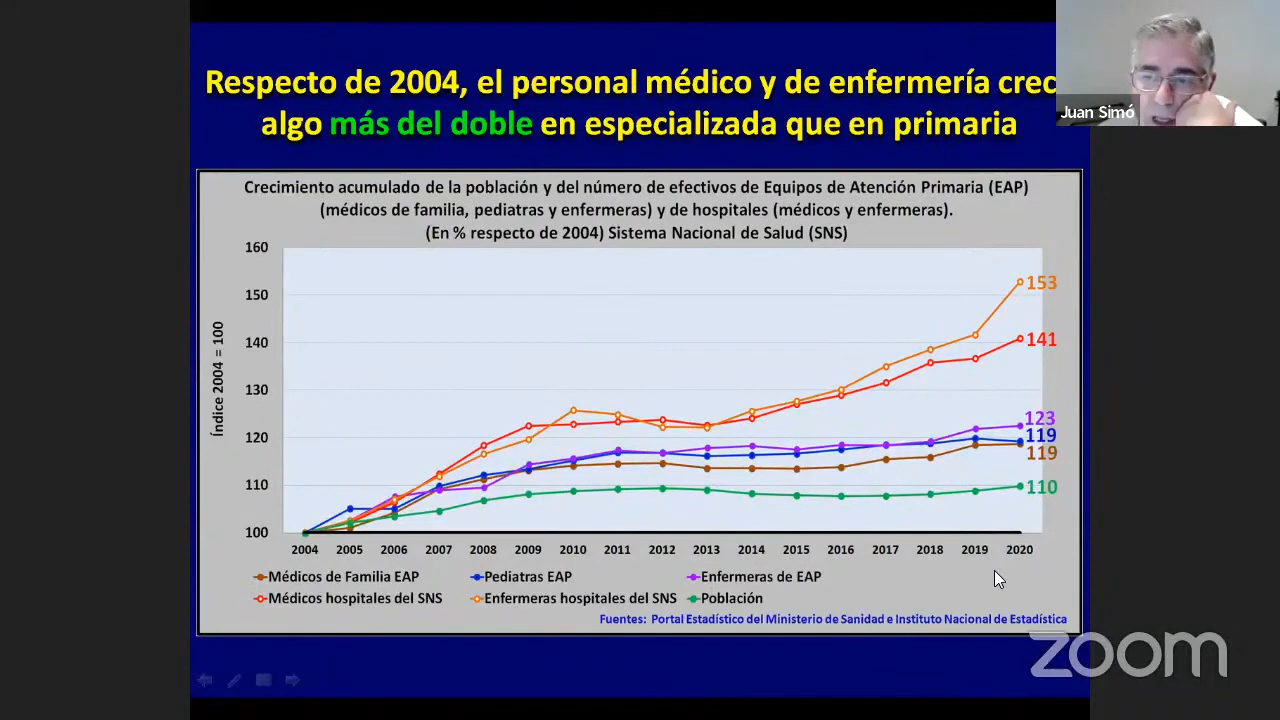 Respecto de 2004, el personal médico y de enfermería crec
algo más del doble en especializada que en primaria
Juan Simó
Crecimiento acumulado de la población y del número de efectivos de Equipos de Atención Primaria (EAP)
(médicos de familia, pediatras y enfermeras) y de hospitales (médicos y enfermeras).
(En % respecto de 2004) Sistema Nacional de Salud (SNS)
Índice 2004 = 100
160
150
140
130
120
110
100
153
141
123
119
119
110
2004 2005 2006 2007 2008 2009 2010 2011 2012 2013 2014 2015 2016 2017 2018 2019 2020
Médicos de Familia EAP Pediatras EAP Enfermeras de EAP
Médicos hospitales del SNS Enfermeras hospitales del SNS Población
Fuentes: Portal Estadístico del Ministerio de Sanidad e Instituto Nacional de Estadística
zoom